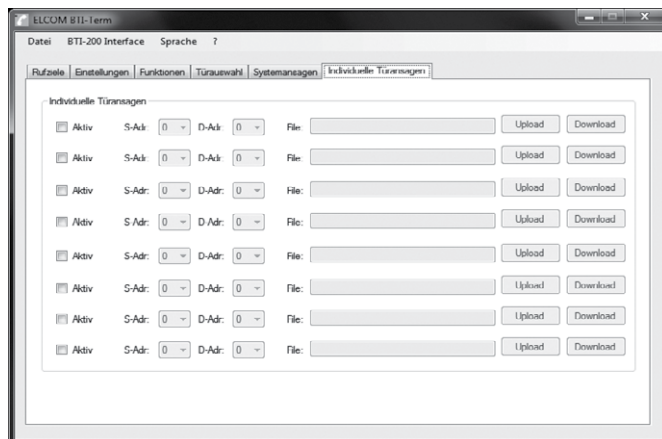 ELCOM BTI-Term
Datei BTI-200 Interface Sprache ?
Rufziele Einstellungen Funktionen Türauswahl Systemansagen Individuelle Türansagen
Individuelle Türansagen
Aktiv S-Adr: 0 D-Adr: 0 File: Upload Download
Aktiv S-Adr: 0 D-Adr: 0 File: Upload Download
Aktiv S-Adr: 0 D-Adr: 0 File: Upload Download
Aktiv S-Adr: 0 D-Adr: 0 File: Upload Download
Aktiv S-Adr: 0 D-Adr: 0 File: Upload Download
Aktiv S-Adr: 0 D-Adr: 0 File: Upload Download
Aktiv S-Adr: 0 D-Adr: 0 File: Upload Download
Aktiv S-Adr: 0 D-Adr: 0 File: Upload Download